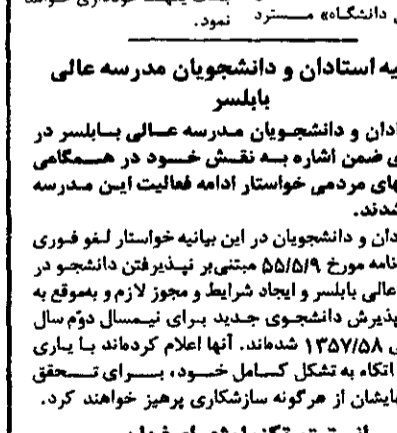 دانشگاه» مسترد نمود.
یه استادان و دانشجویان مدرسه عالی
بابلسر
ادان و دانشجویان مدرسه عالی بابلسر در
ی ضمن اشاره به نقش خود در همگامی
های مردمی خواستار ادامه فعالیت این مدرسه
شدند.
دان و دانشجویان در این بیانیه خواستار لغو فوری
نامه مورخ ۵۵/۵/۹ مبتنی‌بر نپذیرفتن دانشجو در
عالی بابلسر و ایجاد شرایط و مجوز لازم و بموقع به
پذیرش دانشجوی جدید برای نیمسال دوّم سال
ی ۱۳۵۷/۵۸ شده‌اند. آنها اعلام کرده‌اند با یاری
اتکاء به تشکل کامل خود، برای تحقق
هایشان از هرگونه سازشکاری پرهیز خواهند کرد.